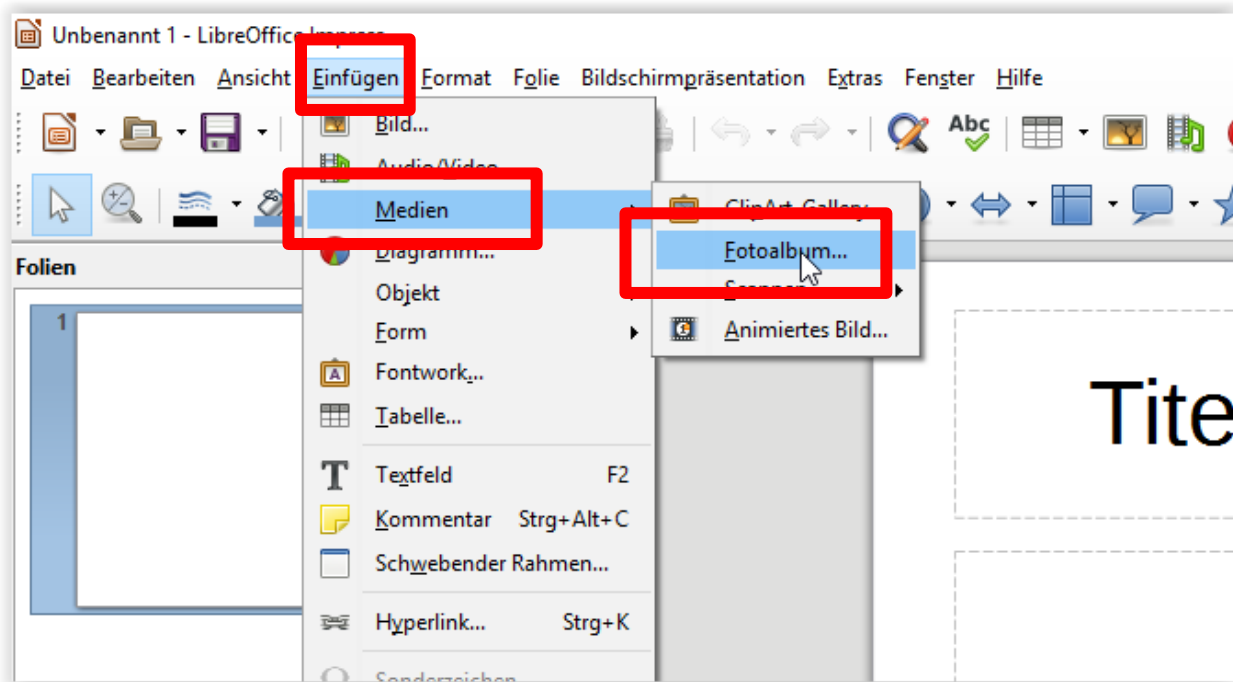 Unbenannt 1 - LibreOffice Impress
Datei Bearbeiten Ansicht Einfügen Format Folie Bildschirmpräsentation Extras Fenster Hilfe
Bild...
Abc
Audio/Video...
Medien
ClipArt-Gallery
Diagramm...
Fotoalbum...
Folien
Objekt
Scannen
1
Form
Animiertes Bild...
Fontwork...
Tabelle...
Tite
Textfeld F2
Kommentar Strg+Alt+C
Schwebender Rahmen...
Hyperlink... Strg+K
Sonderzeichen...